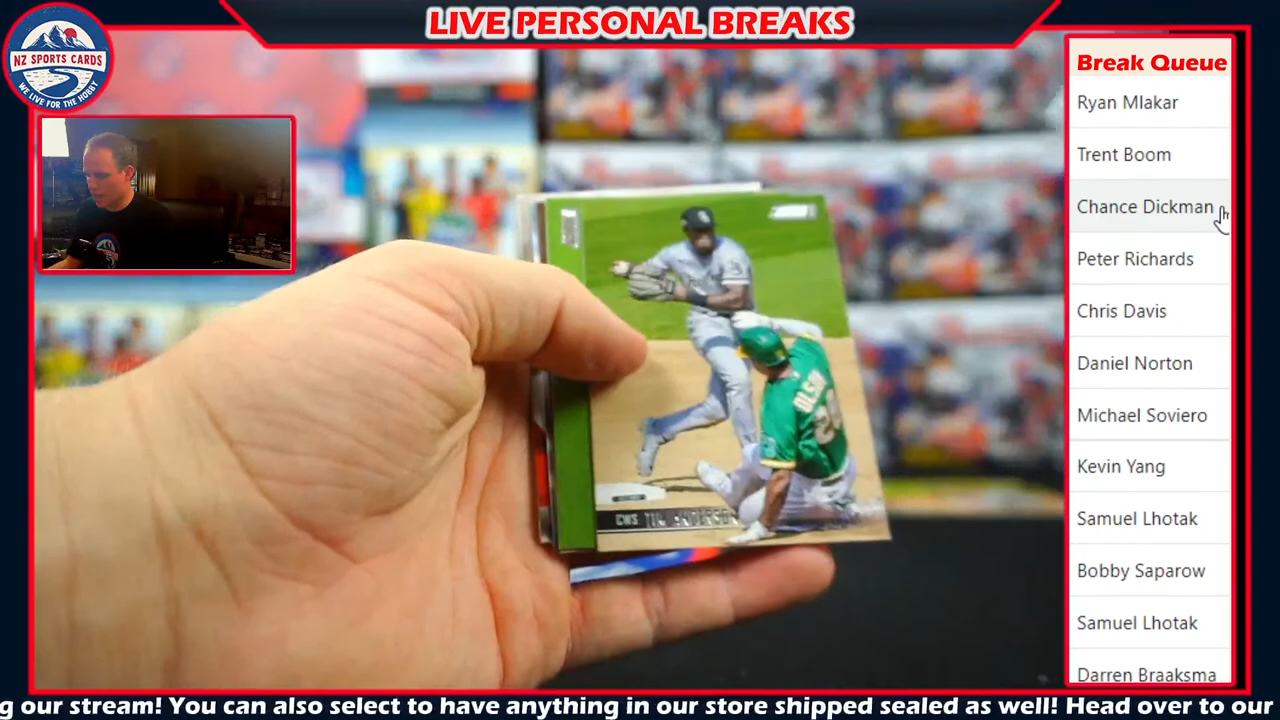 LIVE PERSONAL BREAKS
NZ SPORTS CARDS
WE LIVE FOR THE HOBBY
Break Queue
Ryan Mlakar
Trent Boom
Chance Dickman
Peter Richards
Chris Davis
Daniel Norton
Michael Soviero
Kevin Yang
Samuel Lhotak
Bobby Saparow
Samuel Lhotak
Darren Braaksma
OLSON
CWS TIM ANDERSON
g our stream! You can also select to have anything in our store shipped sealed as well! Head over to our